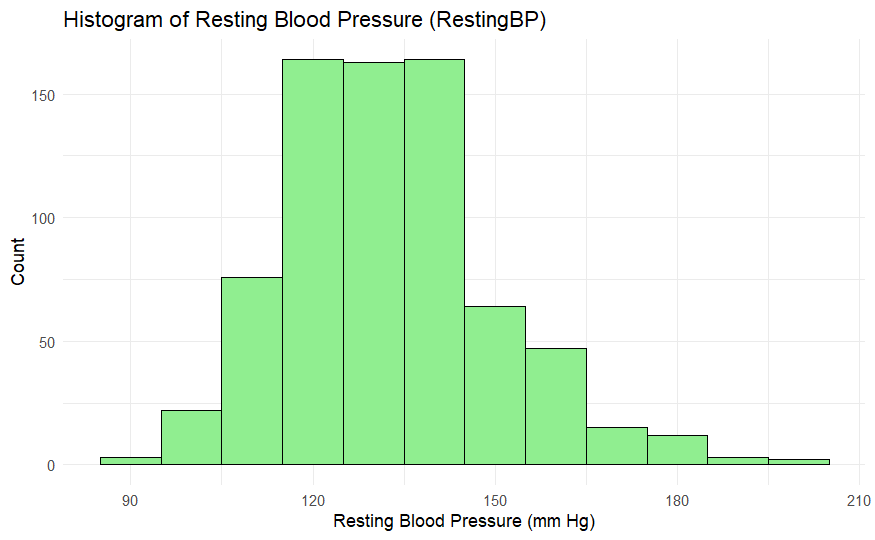 Histogram of Resting Blood Pressure (RestingBP)
150
100
50
0
Count
90 120 150 180 210
Resting Blood Pressure (mm Hg)